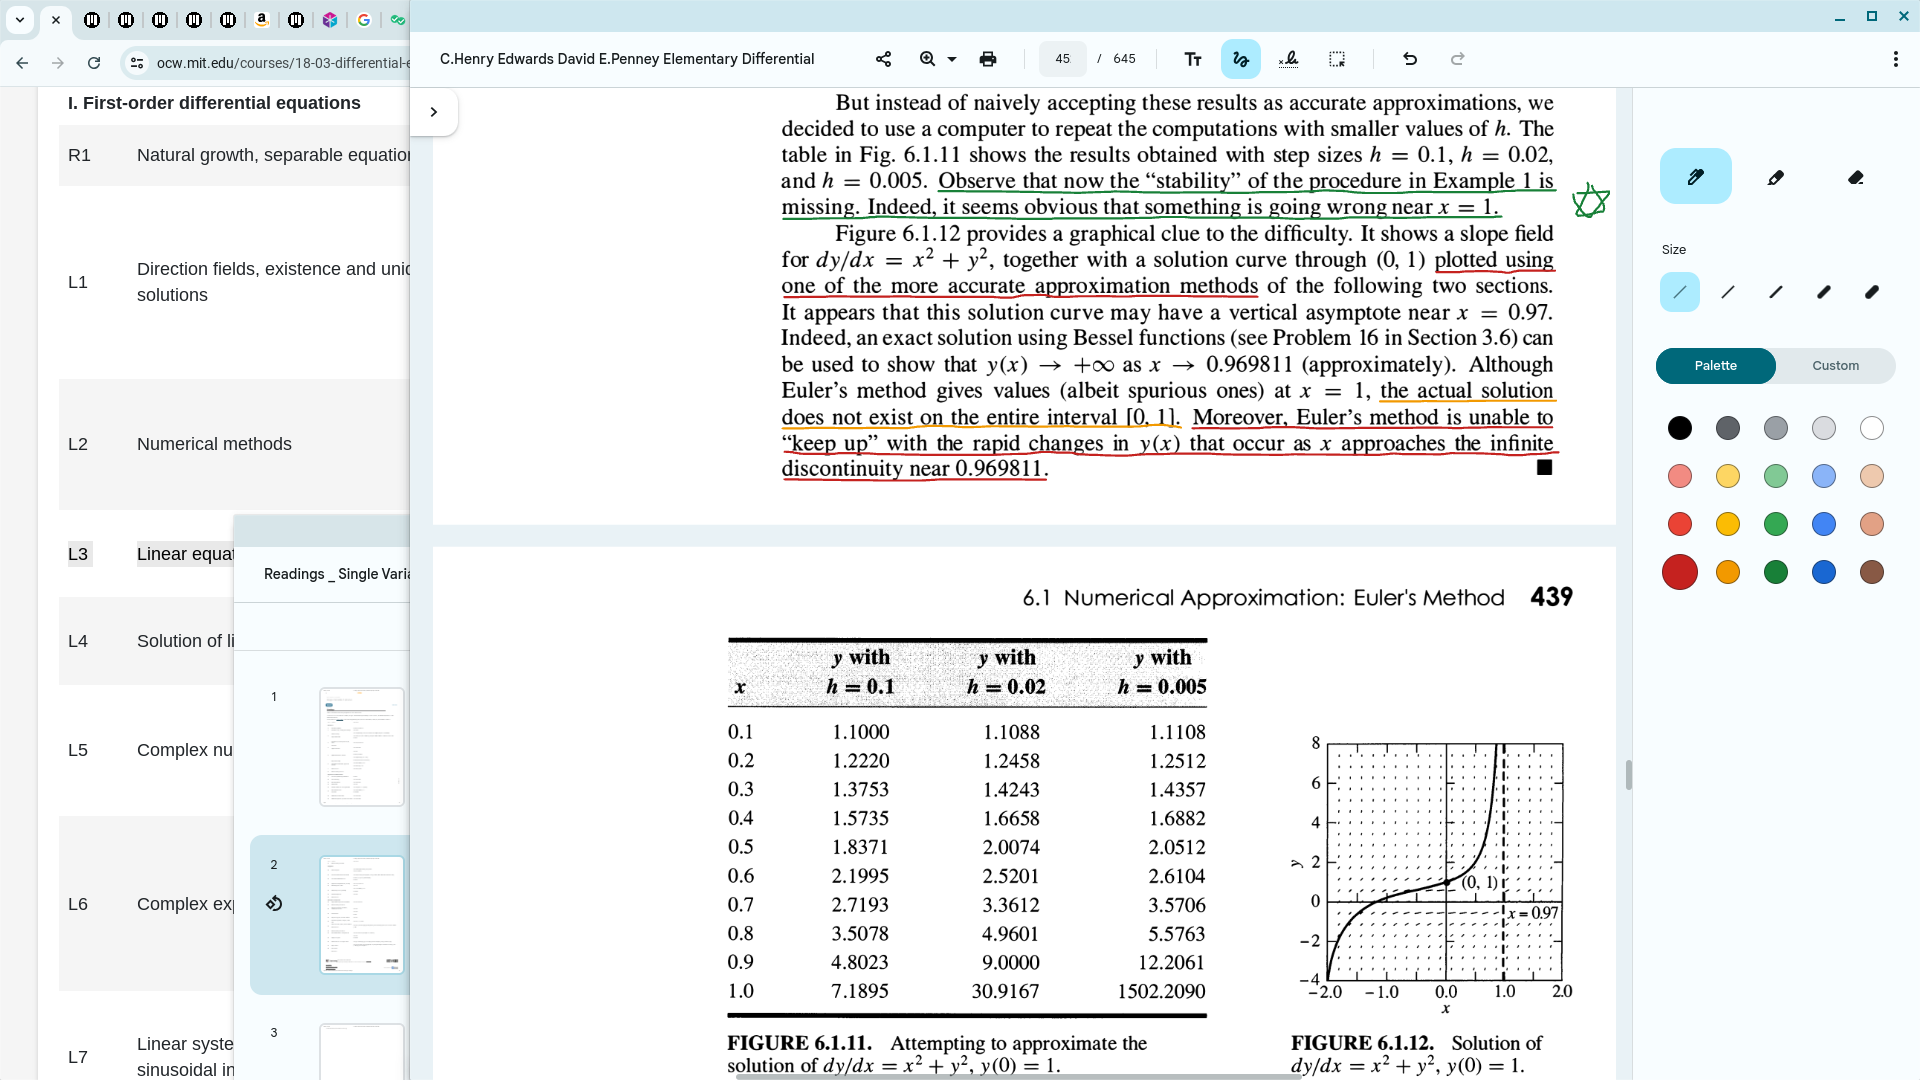 ocw.mit.edu/courses/18-03-differential-e
I. First-order differential equations
R1 Natural growth, separable equation
L1 Direction fields, existence and uniq
solutions
L2 Numerical methods
L3 Linear equat
L4 Solution of li
L5 Complex nu
L6 Complex exp
L7 Linear syste
sinusoidal in
Readings _ Single Varia
1
2
3
C.Henry Edwards David E.Penney Elementary Differential
45 / 645
Tt
But instead of naively accepting these results as accurate approximations, we
decided to use a computer to repeat the computations with smaller values of h. The
table in Fig. 6.1.11 shows the results obtained with step sizes h = 0.1, h = 0.02,
and h = 0.005. Observe that now the “stability” of the procedure in Example 1 is
missing. Indeed, it seems obvious that something is going wrong near x = 1.
Figure 6.1.12 provides a graphical clue to the difficulty. It shows a slope field
for dy/dx = x² + y², together with a solution curve through (0, 1) plotted using
one of the more accurate approximation methods of the following two sections.
It appears that this solution curve may have a vertical asymptote near x = 0.97.
Indeed, an exact solution using Bessel functions (see Problem 16 in Section 3.6) can
be used to show that y(x) → +∞ as x → 0.969811 (approximately). Although
Euler’s method gives values (albeit spurious ones) at x = 1, the actual solution
does not exist on the entire interval [0, 1]. Moreover, Euler’s method is unable to
“keep up” with the rapid changes in y(x) that occur as x approaches the infinite
discontinuity near 0.969811.
6.1 Numerical Approximation: Euler's Method 439
y with y with y with
x h = 0.1 h = 0.02 h = 0.005
0.1 1.1000 1.1088 1.1108
0.2 1.2220 1.2458 1.2512
0.3 1.3753 1.4243 1.4357
0.4 1.5735 1.6658 1.6882
0.5 1.8371 2.0074 2.0512
0.6 2.1995 2.5201 2.6104
0.7 2.7193 3.3612 3.5706
0.8 3.5078 4.9601 5.5763
0.9 4.8023 9.0000 12.2061
1.0 7.1895 30.9167 1502.2090
FIGURE 6.1.11. Attempting to approximate the
solution of dy/dx = x² + y², y(0) = 1.
8
6
4
2
0
−2
−4
y
(0, 1)
x = 0.97
−2.0 −1.0 0.0 1.0 2.0
x
FIGURE 6.1.12. Solution of
dy/dx = x² + y², y(0) = 1.
Size
Palette Custom